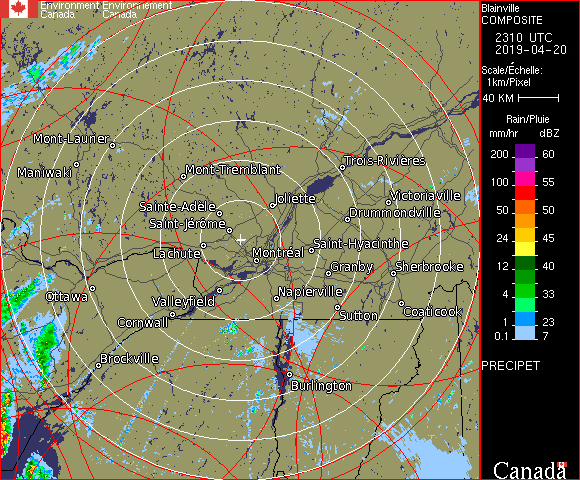 Environment Environnement
Canada Canada
Blainville
COMPOSITE
2310 UTC
2019-04-20
Scale/Échelle:
1km/Pixel
40 KM
Rain/Pluie
mm/hr dBZ
200 60
100 55
50 50
24 45
12 40
4 33
1 23
0.1 7
PRECIPET
Mont-Laurier
Maniwaki
Mont-Tremblant
Trois-Rivières
Sainte-Adèle
Joliette
Victoriaville
Drummondville
Saint-Jérôme
Lachute
Saint-Hyacinthe
Montréal
Granby
Sherbrooke
Ottawa
Valleyfield
Napierville
Cornwall
Sutton
Coaticook
Brockville
Burlington
Canada